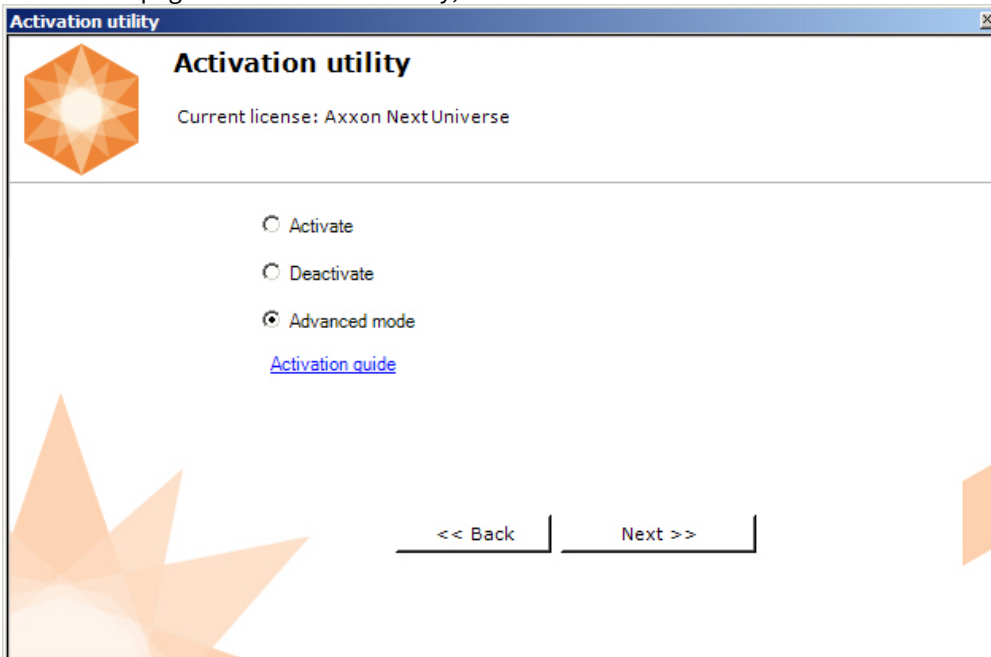 Activation utility
Activation utility
Current license: Axxon Next Universe
Activate
Deactivate
Advanced mode
Activation guide
<< Back Next >>